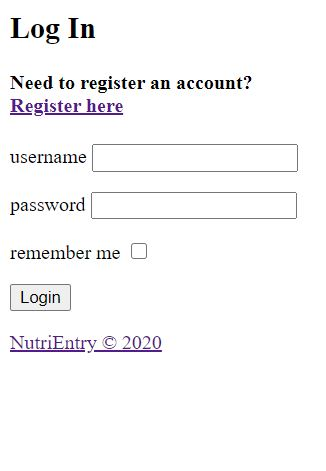 Log In
Need to register an account?
Register here
username
password
remember me
Login
NutriEntry © 2020